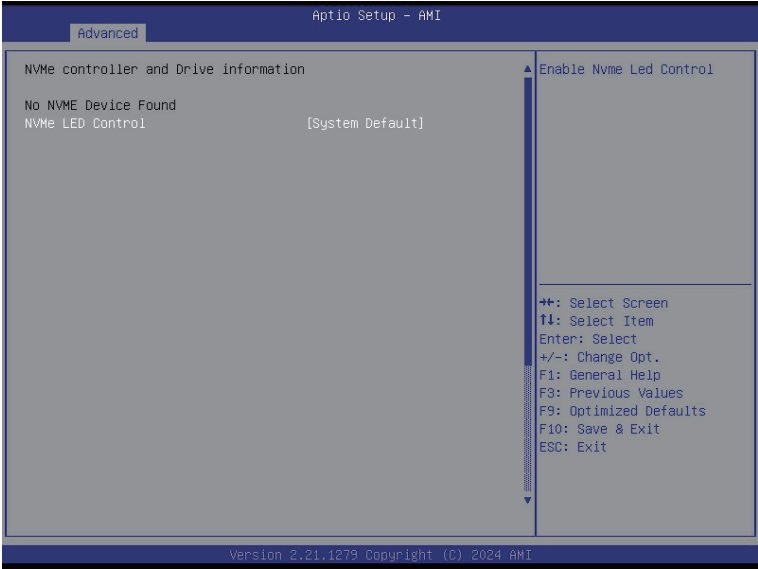 Aptio Setup – AMI
Advanced
NVMe controller and Drive information
No NVME Device Found
NVMe LED Control [System Default]
Enable Nvme Led Control
→←: Select Screen
↑↓: Select Item
Enter: Select
+/-: Change Opt.
F1: General Help
F3: Previous Values
F9: Optimized Defaults
F10: Save & Exit
ESC: Exit
Version 2.21.1279 Copyright (C) 2024 AMI